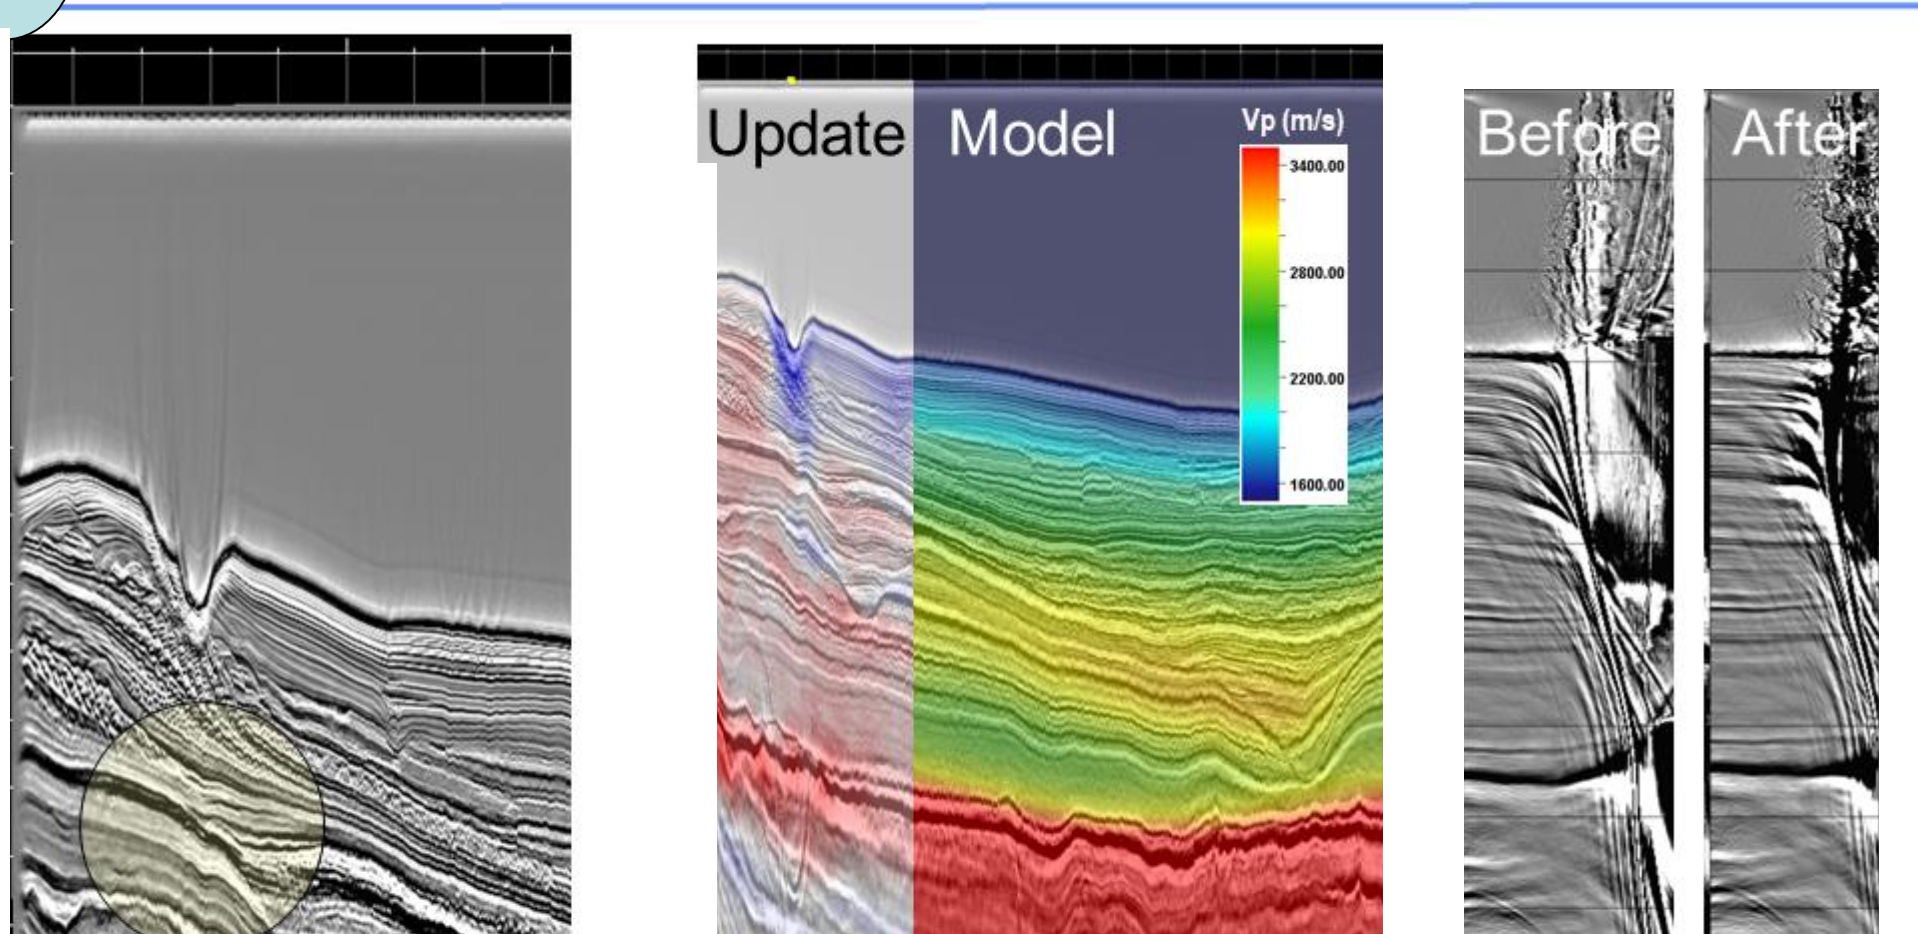 Update
Model
Vp (m/s)
3400.00
2800.00
2200.00
1600.00
Before
After